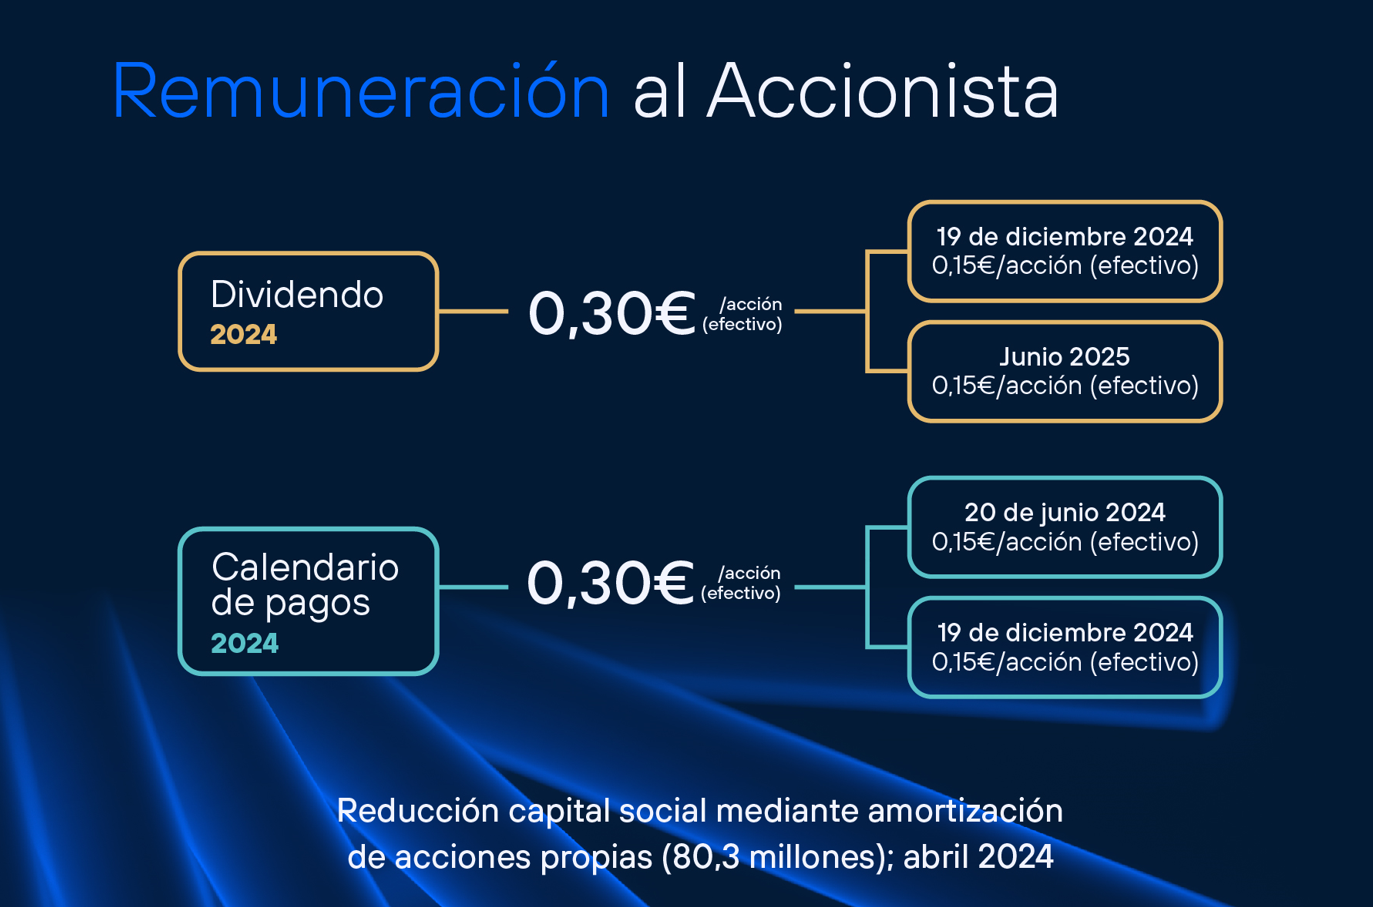 Remuneración al Accionista
Dividendo
2024
0,30€ /acción
(efectivo)
19 de diciembre 2024
0,15€/acción (efectivo)
Junio 2025
0,15€/acción (efectivo)
Calendario
de pagos
2024
0,30€ /acción
(efectivo)
20 de junio 2024
0,15€/acción (efectivo)
19 de diciembre 2024
0,15€/acción (efectivo)
Reducción capital social mediante amortización
de acciones propias (80,3 millones); abril 2024